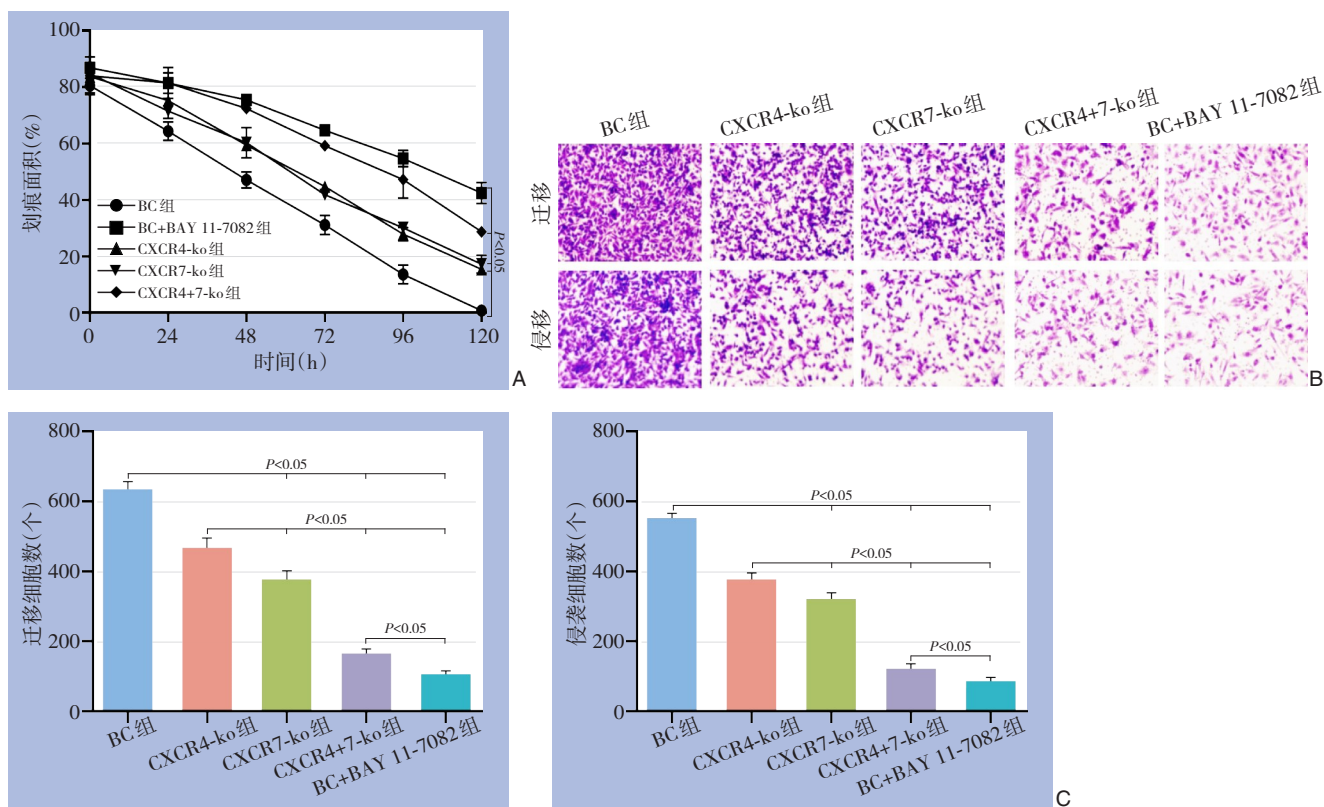 100
80
60
40
20
0
划痕面积(%)
BC组
BC+BAY 11-7082组
CXCR4-ko组
CXCR7-ko组
CXCR4+7-ko组
P<0.05
0 24 48 72 96 120
时间(h)
A
BC组 CXCR4-ko组 CXCR7-ko组 CXCR4+7-ko组 BC+BAY 11-7082组
迁移
侵移
B
800
600
400
200
0
迁移细胞数(个)
P<0.05
P<0.05
P<0.05
BC组 CXCR4-ko组 CXCR7-ko组 CXCR4+7-ko组 BC+BAY 11-7082组
800
600
400
200
0
侵袭细胞数(个)
P<0.05
P<0.05
P<0.05
BC组 CXCR4-ko组 CXCR7-ko组 CXCR4+7-ko组 BC+BAY 11-7082组
C